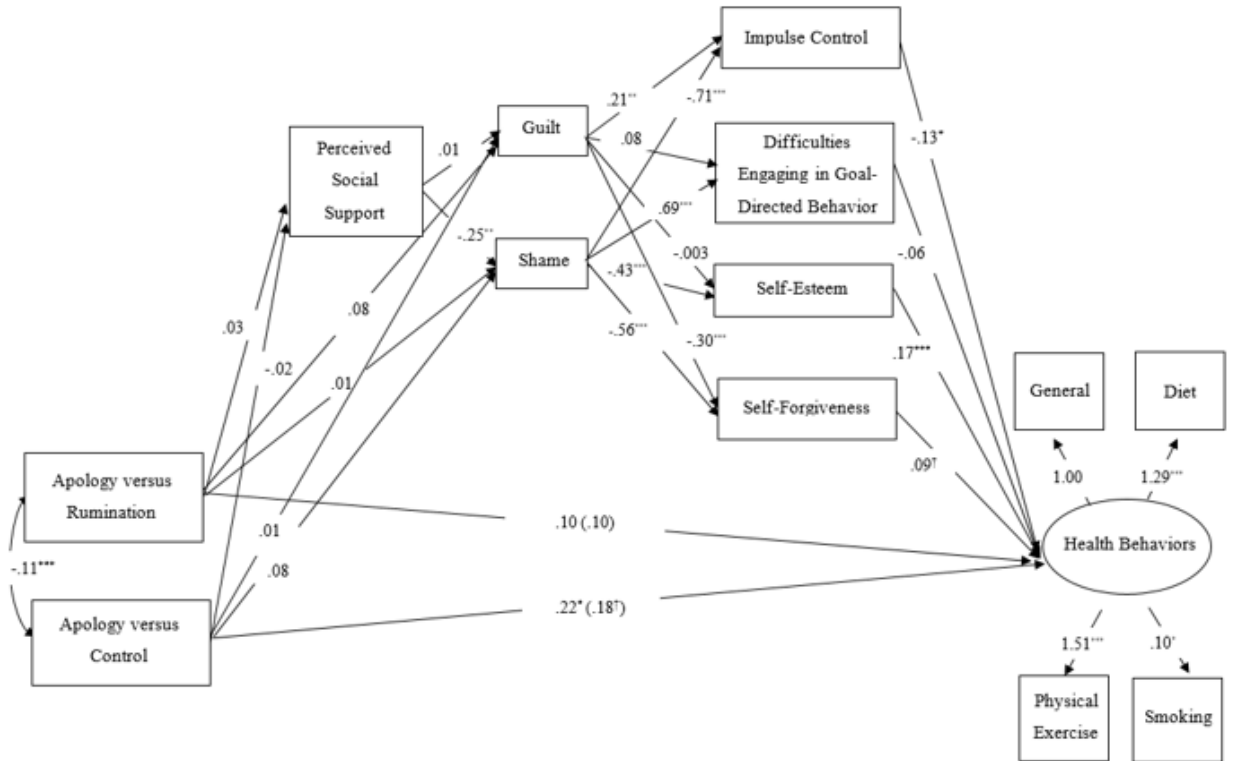 Impulse Control
.21**
-.71***
Guilt
-.13*
Perceived
Social
Support
.01
.08
Difficulties
Engaging in Goal-
Directed Behavior
.69***
-.25**
Shame
-.003
-.06
-.43***
Self-Esteem
.03
.08
-.56***
-.30***
.17***
-.02
.01
General
Diet
Self-Forgiveness
.09†
1.00
1.29***
Apology versus
Rumination
.10 (.10)
.01
Health Behaviors
-.11***
.08
.22* (.18†)
Apology versus
Control
1.51***
.10*
Physical
Exercise
Smoking